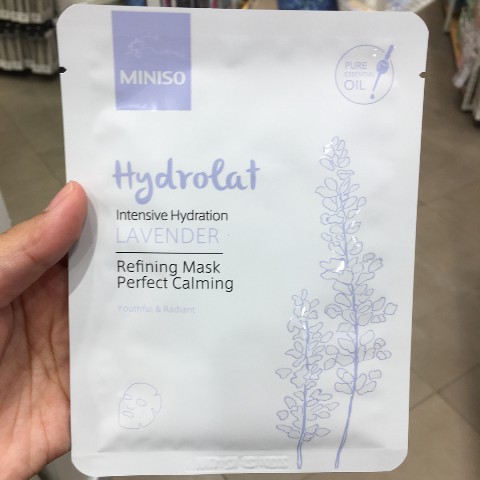 MINISO
PURE
ESSENTIAL
OIL
Hydrolat
Intensive Hydration
LAVENDER
Refining Mask
Perfect Calming
Youthful & Radiant